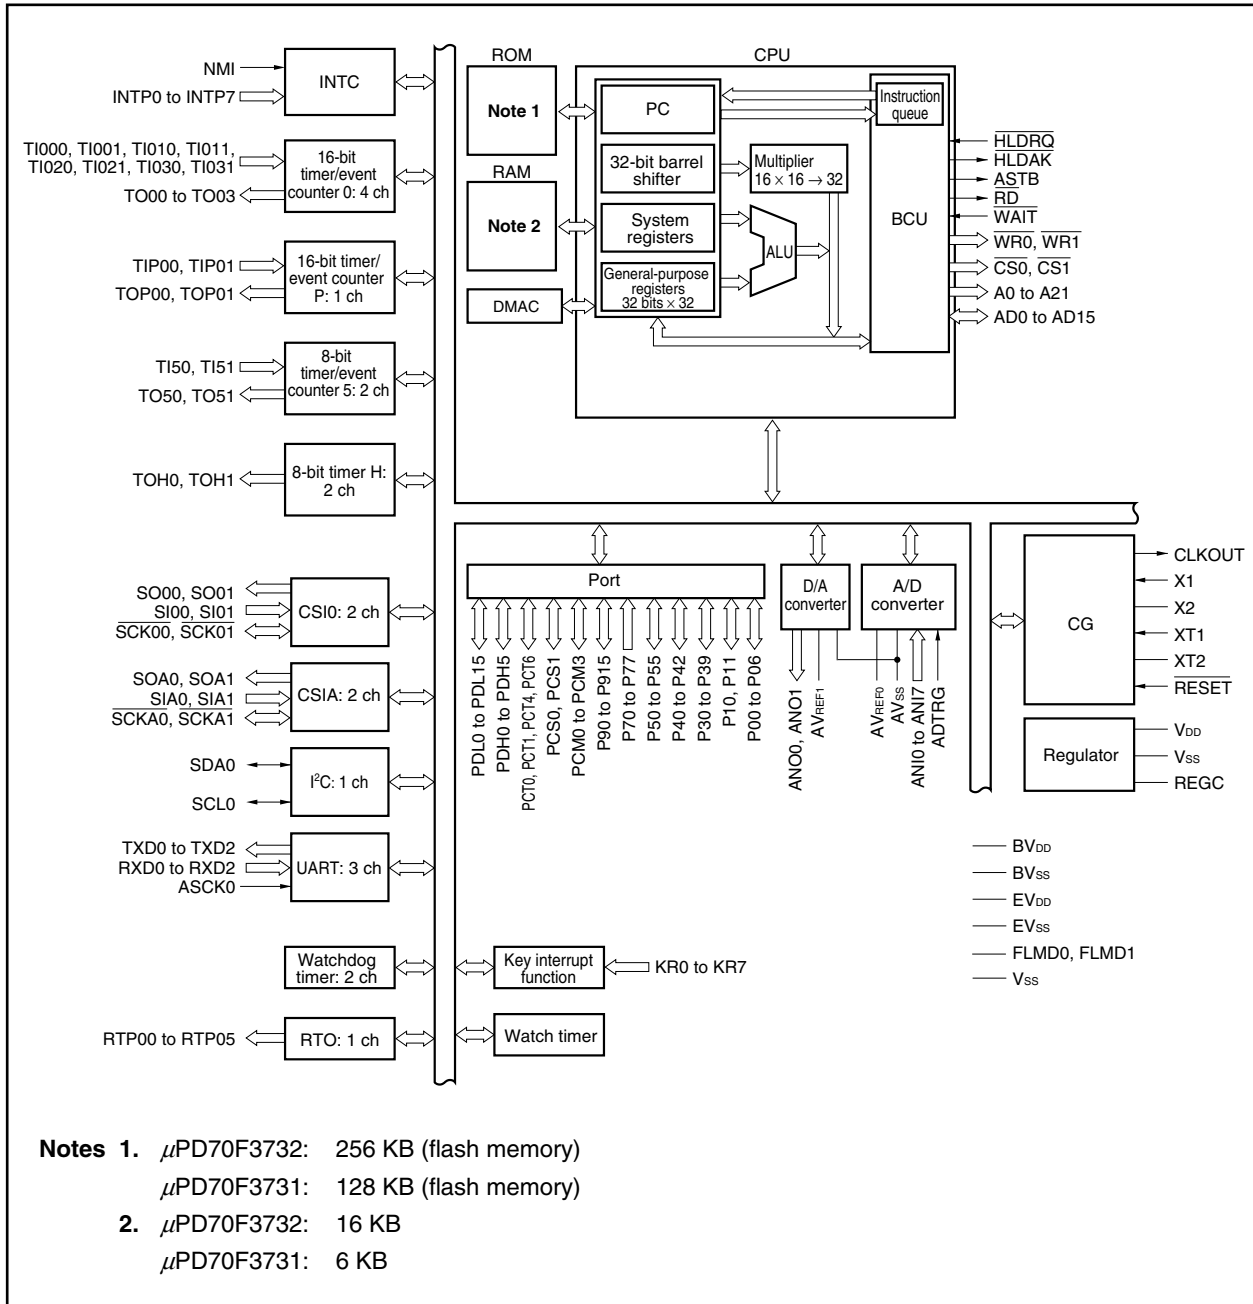 NMI
INTP0 to INTP7
INTC
TI000, TI001, TI010, TI011,
TI020, TI021, TI030, TI031
TO00 to TO03
16-bit
timer/event
counter 0: 4 ch
TIP00, TIP01
TOP00, TOP01
16-bit timer/
event counter
P: 1 ch
TI50, TI51
TO50, TO51
8-bit
timer/event
counter 5: 2 ch
TOH0, TOH1
8-bit timer H:
2 ch
SO00, SO01
SI00, SI01
SCK00, SCK01
CSI0: 2 ch
SOA0, SOA1
SIA0, SIA1
SCKA0, SCKA1
CSIA: 2 ch
SDA0
SCL0
I²C: 1 ch
TXD0 to TXD2
RXD0 to RXD2
ASCK0
UART: 3 ch
Watchdog
timer: 2 ch
RTP00 to RTP05
RTO: 1 ch
ROM
Note 1
RAM
Note 2
DMAC
CPU
PC
32-bit barrel
shifter
System
registers
General-purpose
registers
32 bits × 32
Multiplier
16 × 16 → 32
ALU
Instruction
queue
BCU
HLDRQ
HLDAK
ASTB
RD
WAIT
WR0, WR1
CS0, CS1
A0 to A21
AD0 to AD15
Port
PDL0 to PDL15
PDH0 to PDH5
PCT0, PCT1, PCT4, PCT6
PCS0, PCS1
PCM0 to PCM3
P90 to P915
P70 to P77
P50 to P55
P40 to P42
P30 to P39
P10, P11
P00 to P06
D/A
converter
ANO0, ANO1
AVREF1
A/D
converter
AVREF0
AVSS
ANI0 to ANI7
ADTRG
CG
CLKOUT
X1
X2
XT1
XT2
RESET
Regulator
VDD
VSS
REGC
BVDD
BVSS
EVDD
EVSS
FLMD0, FLMD1
VSS
Key interrupt
function
KR0 to KR7
Watch timer
Notes 1. μPD70F3732: 256 KB (flash memory)
μPD70F3731: 128 KB (flash memory)
2. μPD70F3732: 16 KB
μPD70F3731: 6 KB